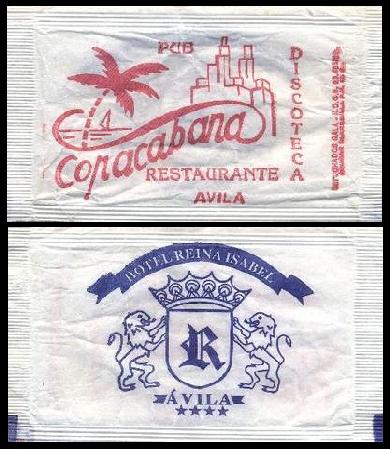 PUB
DISCOTECA
Copacabana
RESTAURANTE
AVILA
HOTEL REINA ISABEL
R
ÁVILA